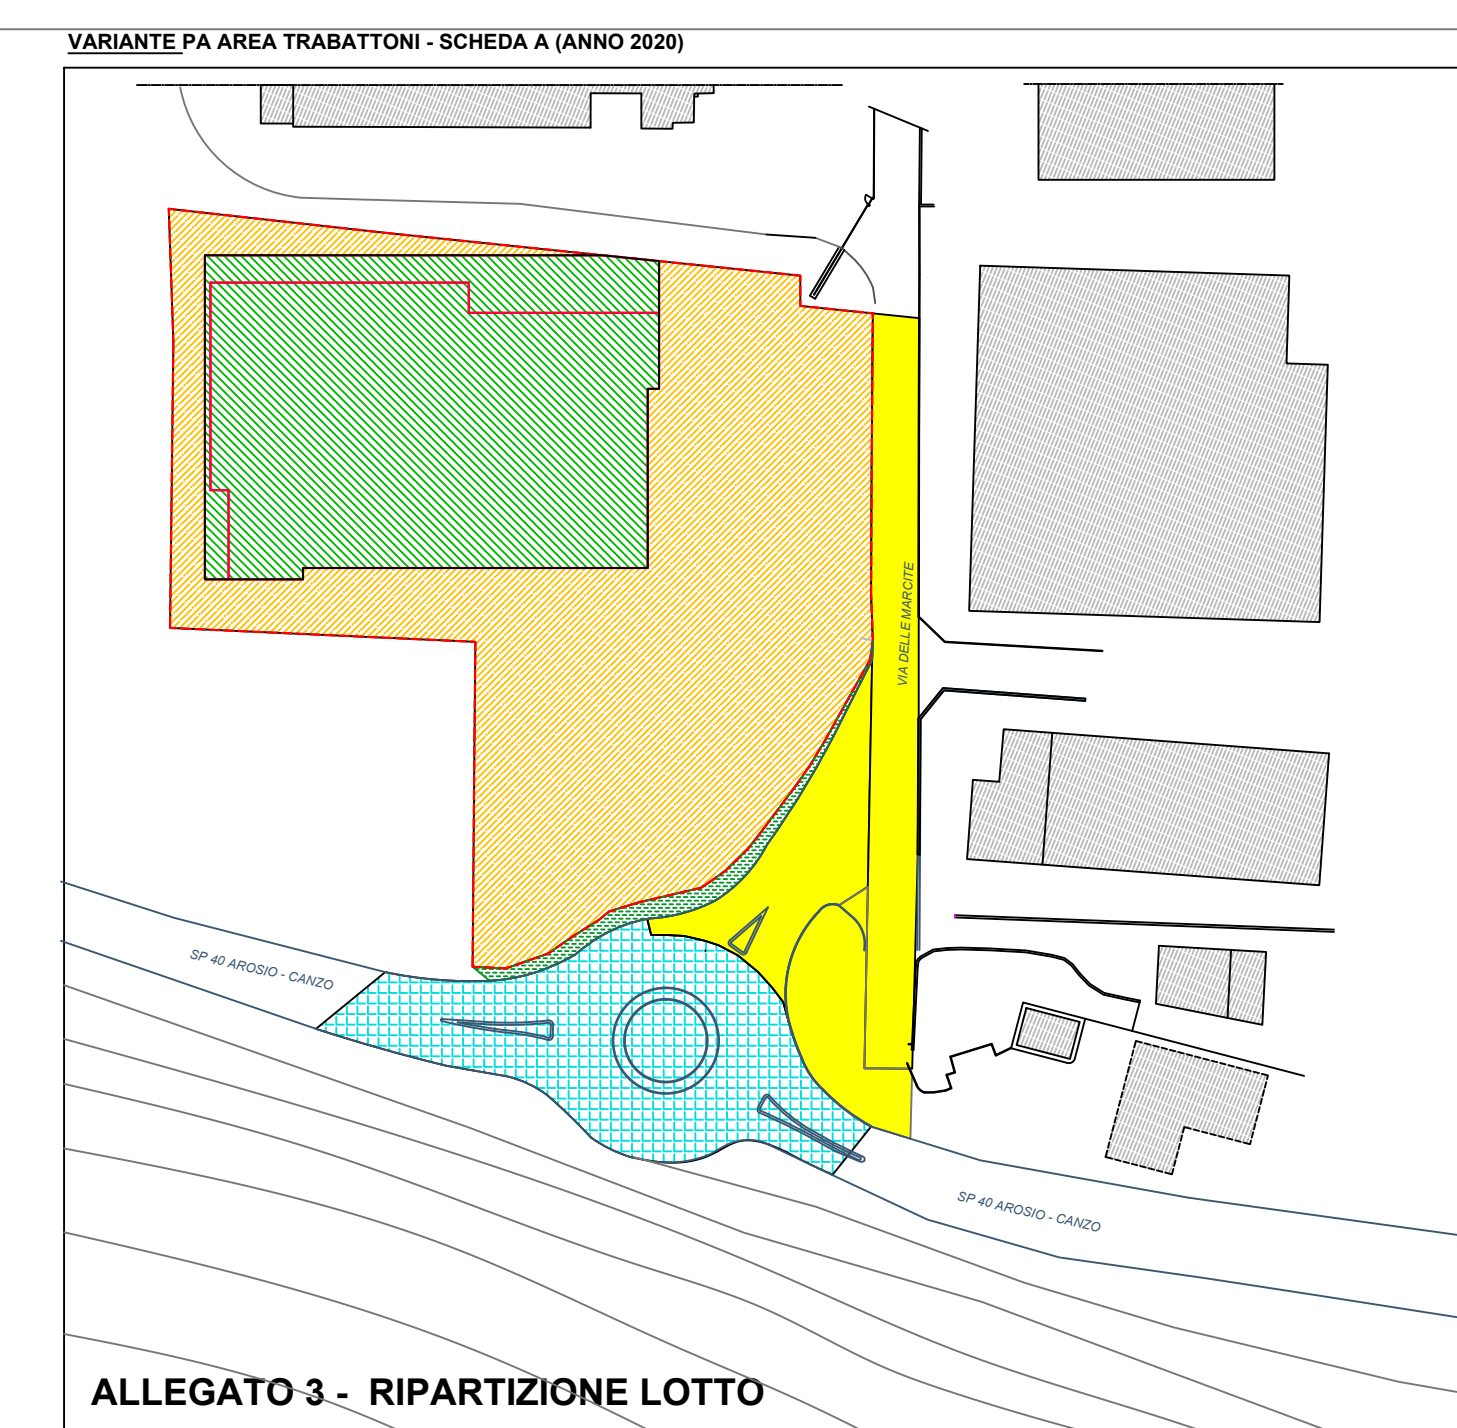 VARIANTE PA AREA TRABATTONI - SCHEDA A (ANNO 2020)
VIA DELLE MARCITE
SP 40 AROSIO - CANZO
SP 40 AROSIO - CANZO
ALLEGATO 3 - RIPARTIZIONE LOTTO